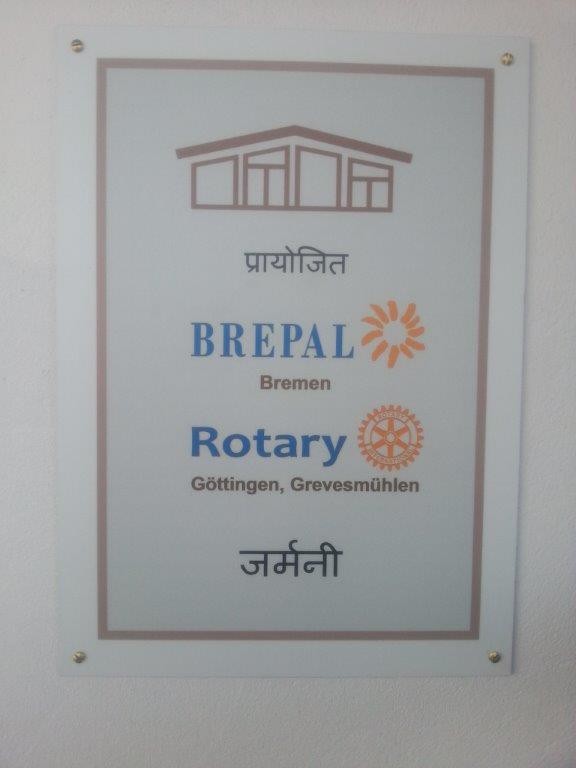 प्रायोजित
BREPAL
Bremen
Rotary
Göttingen, Grevesmühlen
जर्मनी